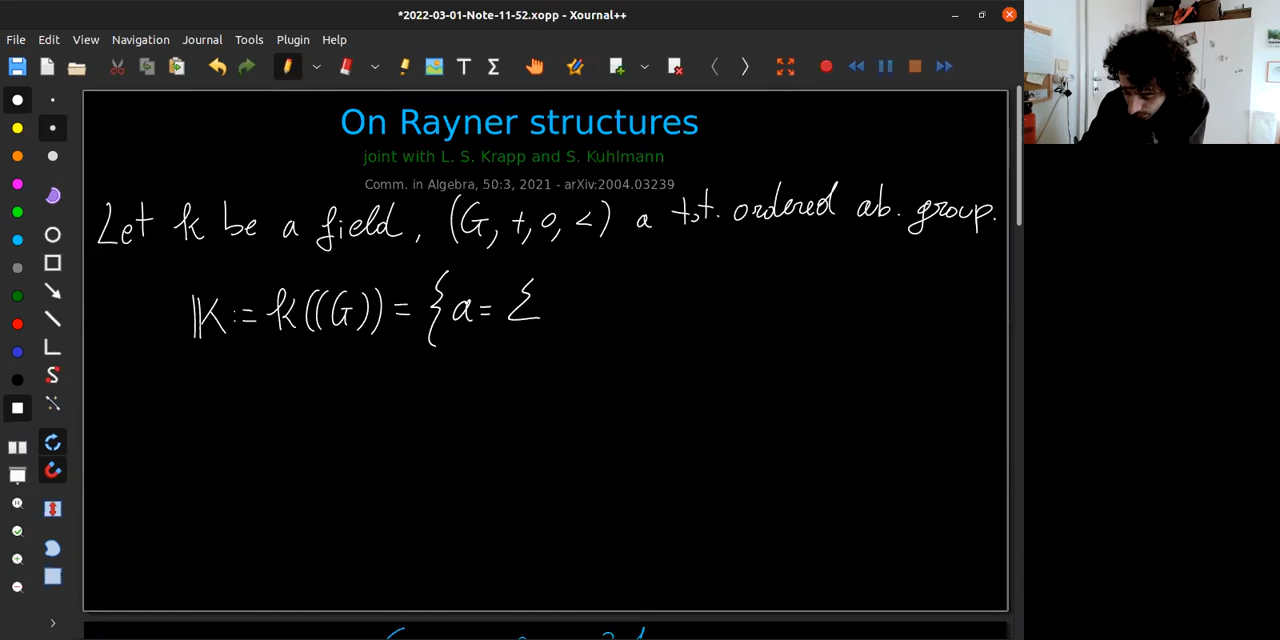 *2022-03-01-Note-11-52.xopp - Xournal++
File Edit View Navigation Journal Tools Plugin Help
On Rayner structures
joint with L. S. Krapp and S. Kuhlmann
Comm. in Algebra, 50:3, 2021 - arXiv:2004.03239
Let k be a field, (G, +, 0, <) a tot. ordered ab. group.
𝕂 := k((G)) = { a = Σ